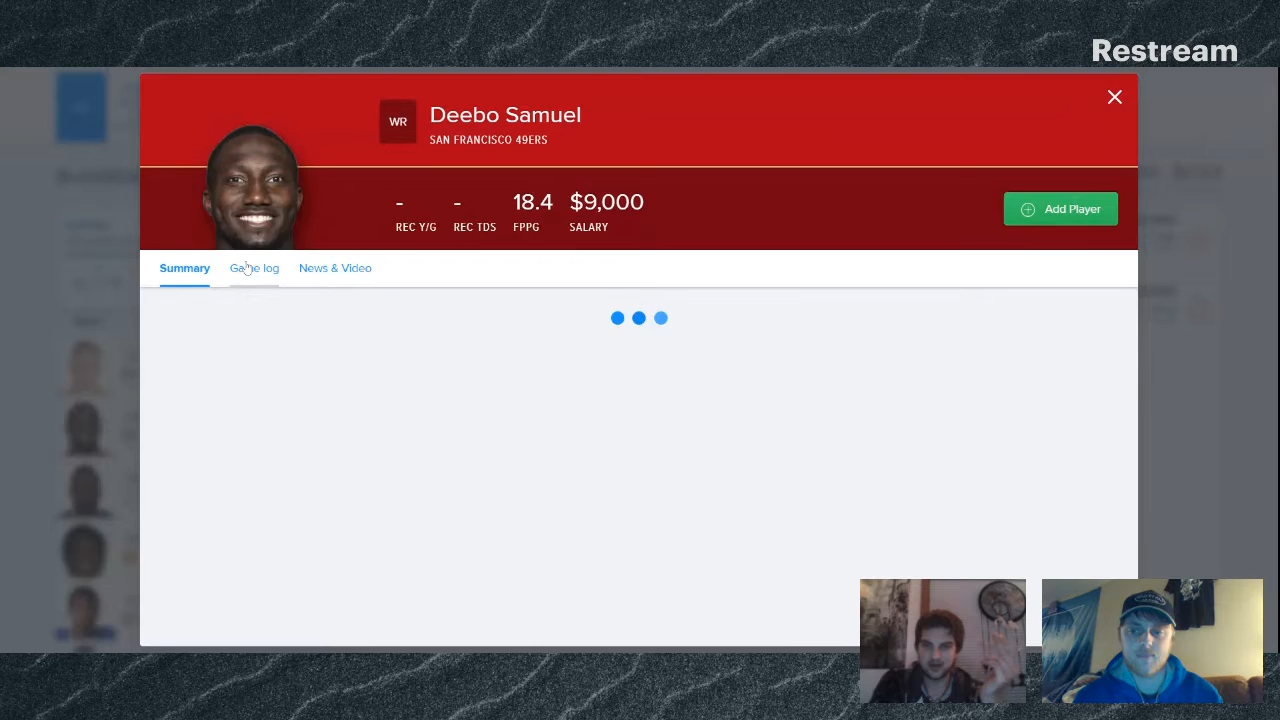 Restream
WR
Deebo Samuel
SAN FRANCISCO 49ERS
-
-
18.4
$9,000
REC Y/G
REC TDS
FPPG
SALARY
Add Player
Summary
Game log
News & Video